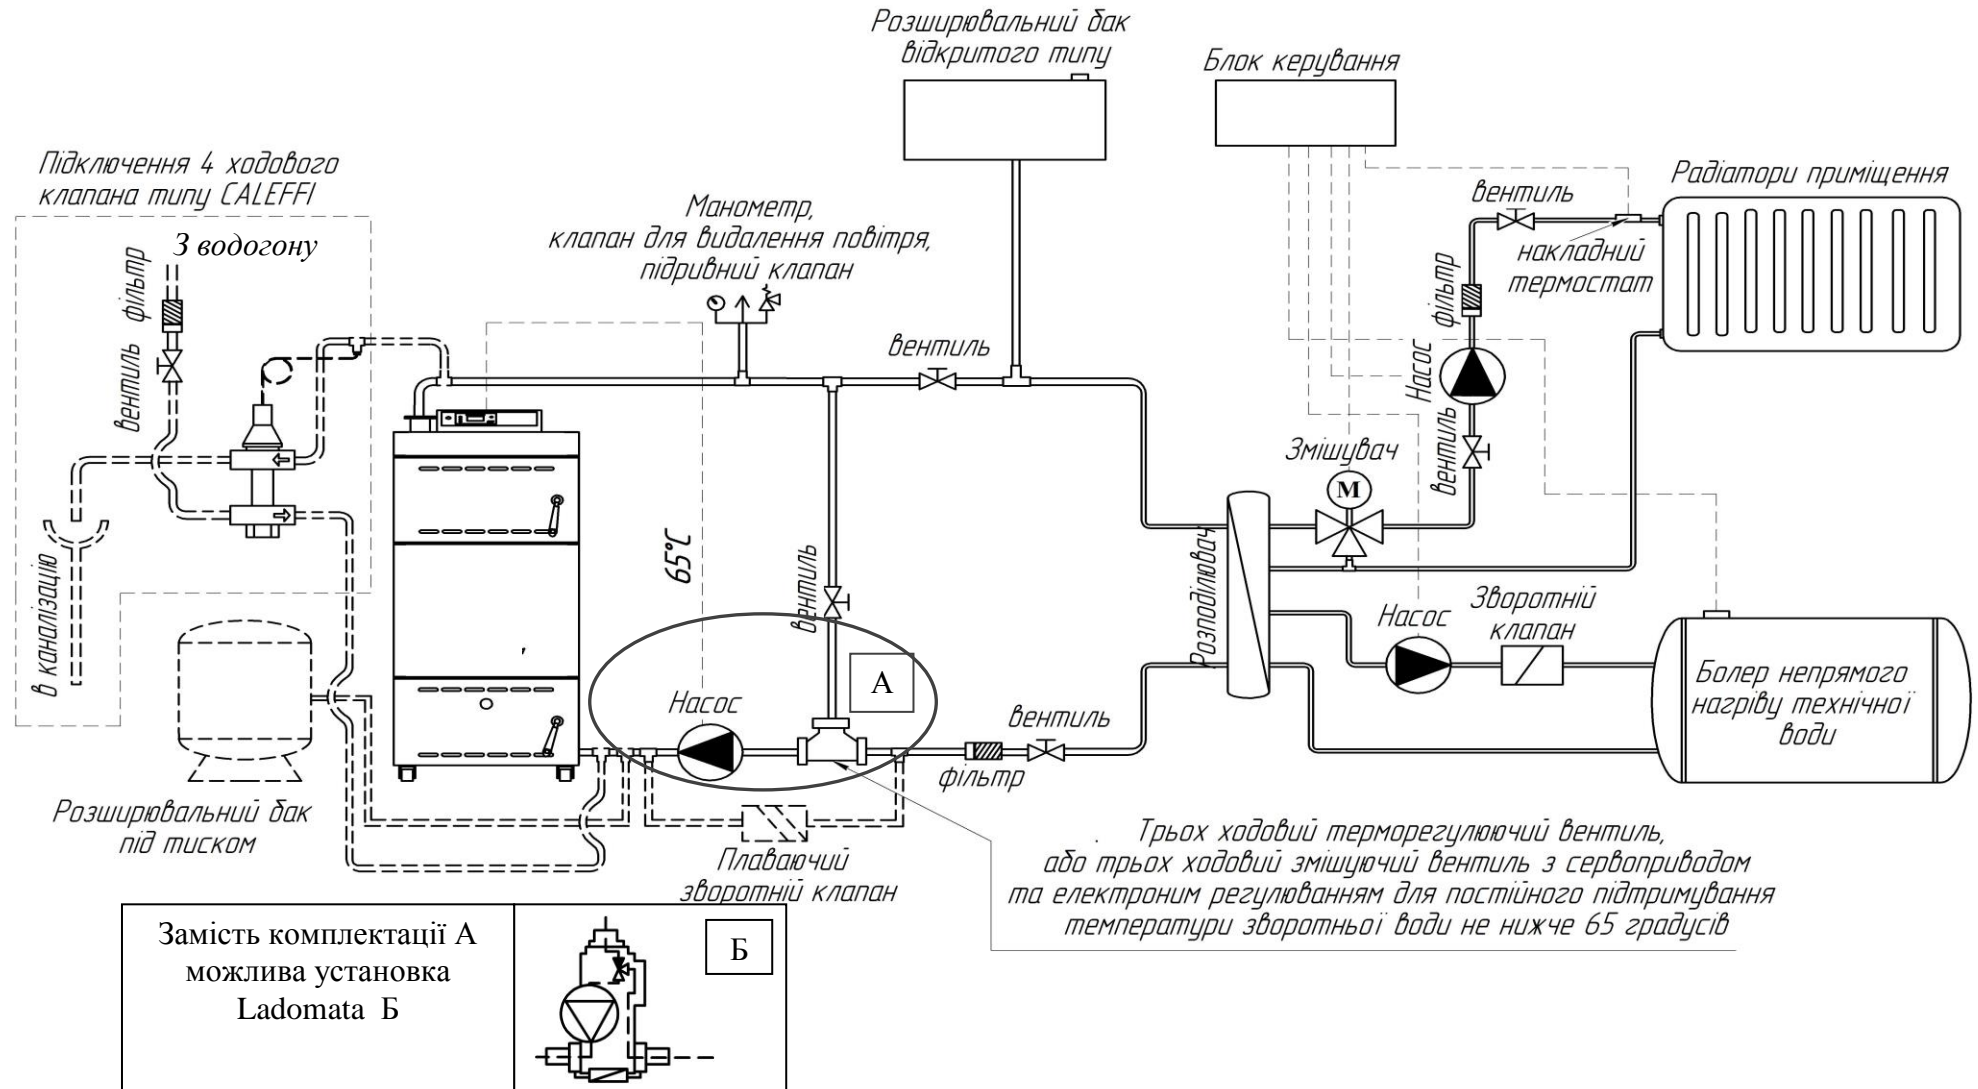 Розширювальний бак
відкритого типу
Блок керування
Підключення 4 ходового
клапана типу CALEFFI
З водогону
фільтр
вентиль
в каналізацію
Манометр,
клапан для видалення повітря,
підривний клапан
вентиль
вентиль
Радіатори приміщення
накладний
термостат
фільтр
Насос
вентиль
Змішувач
М
65°С
вентиль
Розподілювач
Насос
Зворотній
клапан
Болер непрямого
нагріву технічної
води
А
Насос
вентиль
фільтр
Розширювальний бак
під тиском
Плаваючий
зворотній клапан
Трьох ходовий терморегулюючий вентиль,
або трьох ходовий змішуючий вентиль з сервоприводом
та електроним регулюванням для постійного підтримування
температури зворотньої води не нижче 65 градусів
Замість комплектації А
можлива установка
Ladomata Б
Б